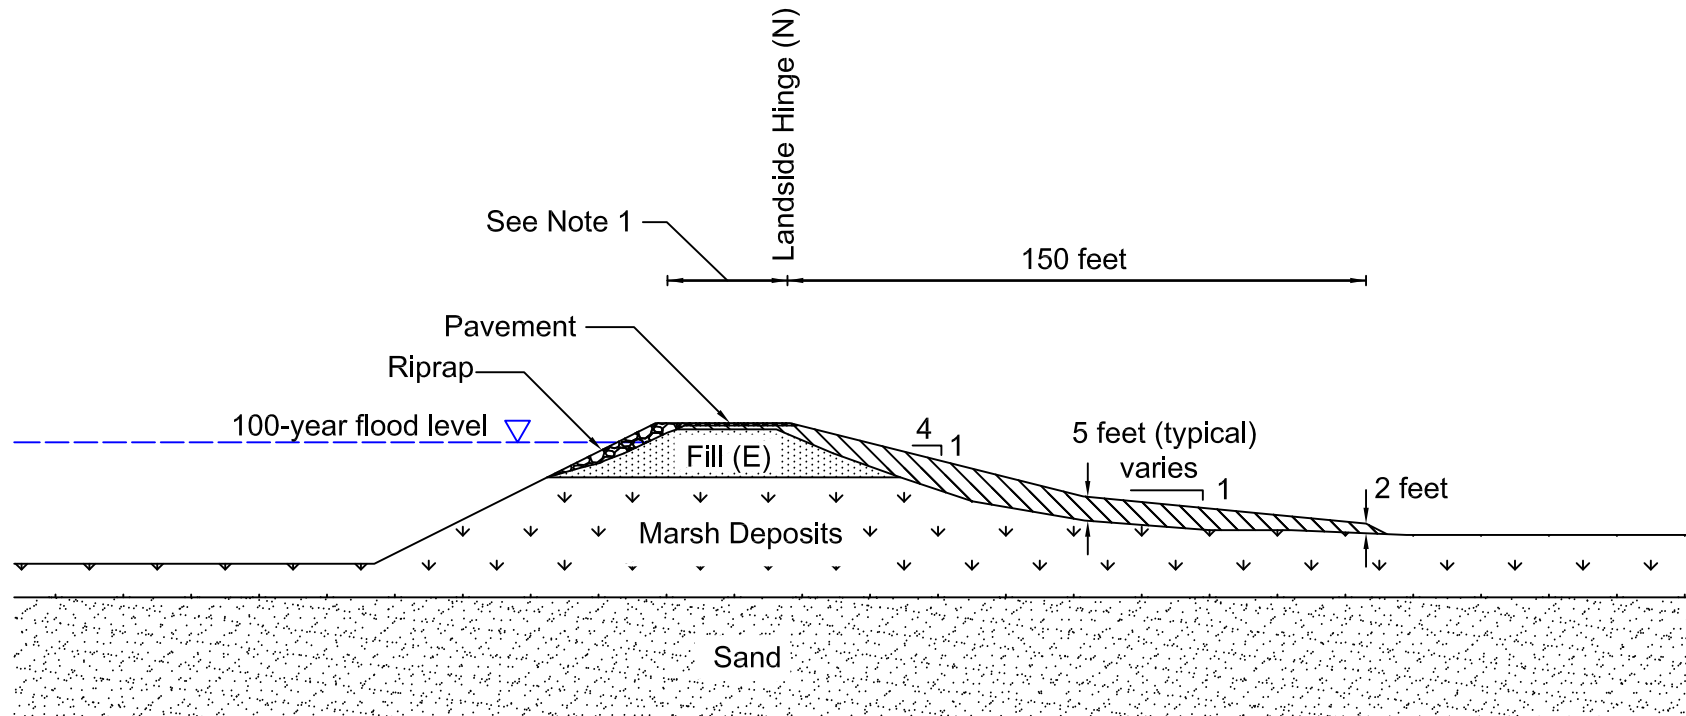 Landside Hinge (N)
See Note 1
150 feet
Pavement
Riprap
100-year flood level
4
1
5 feet (typical)
varies
1
2 feet
Fill (E)
Marsh Deposits
Sand